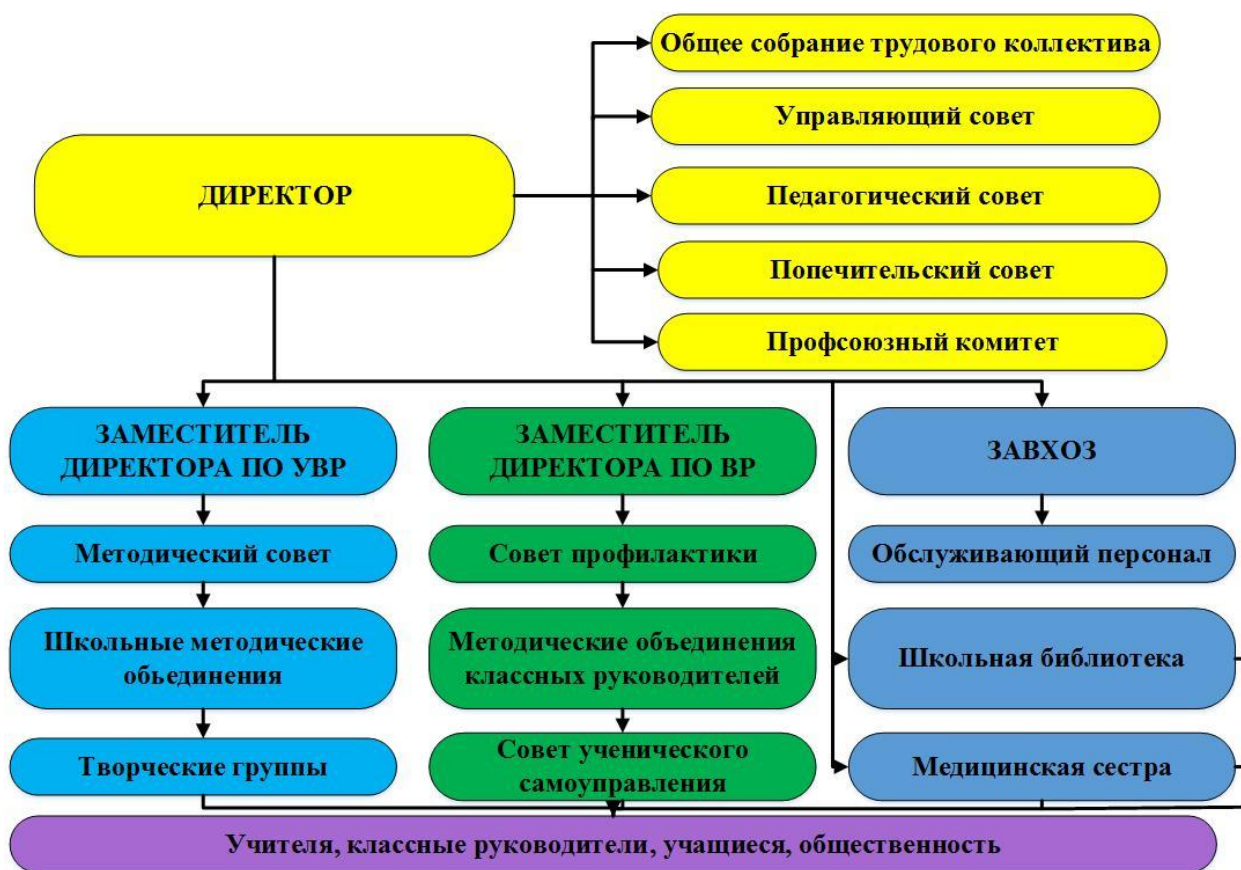 Общее собрание трудового коллектива
Управляющий совет
ДИРЕКТОР
Педагогический совет
Попечительский совет
Профсоюзный комитет
ЗАМЕСТИТЕЛЬ
ДИРЕКТОРА ПО УВР
ЗАМЕСТИТЕЛЬ
ДИРЕКТОРА ПО ВР
ЗАВХОЗ
Методический совет
Совет профилактики
Обслуживающий персонал
Школьные методические
обьединения
Методические объединения
классных руководителей
Школьная библиотека
Творческие группы
Совет ученического
самоуправления
Медицинская сестра
Учителя, классные руководители, учащиеся, общественность